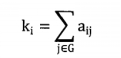 kᵢ = ∑ aᵢⱼ
j∈G